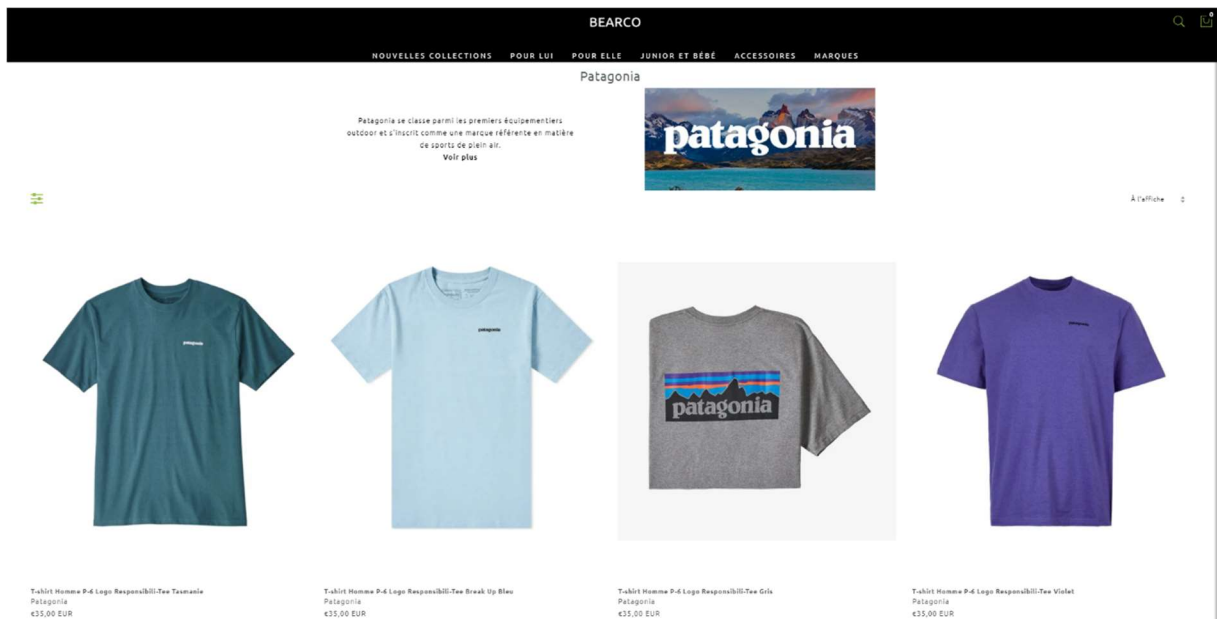 BEARCO
0
NOUVELLES COLLECTIONS POUR LUI POUR ELLE JUNIOR ET BÉBÉ ACCESSOIRES MARQUES
Patagonia
Patagonia se classe parmi les premiers équipementiers
outdoor et s'inscrit comme une marque référente en matière
de sports de plein air.
Voir plus
patagonia
À l'affiche
patagonia
patagonia
patagonia
patagonia
T-shirt Homme P-6 Logo Responsibili-Tee Tasmanie
Patagonia
€35,00 EUR
T-shirt Homme P-6 Logo Responsibili-Tee Break Up Bleu
Patagonia
€35,00 EUR
T-shirt Homme P-6 Logo Responsibili-Tee Gris
Patagonia
€35,00 EUR
T-shirt Homme P-6 Logo Responsibili-Tee Violet
Patagonia
€35,00 EUR